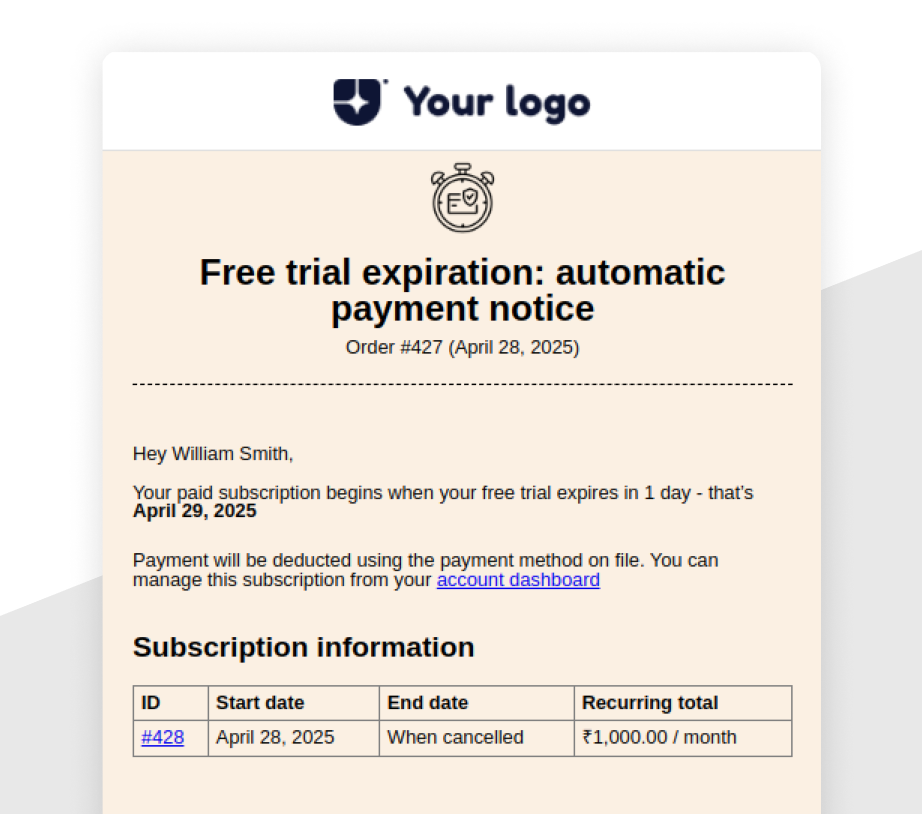 Your logo
Free trial expiration: automatic
payment notice
Order #427 (April 28, 2025)
Hey William Smith,
Your paid subscription begins when your free trial expires in 1 day - that’s
April 29, 2025
Payment will be deducted using the payment method on file. You can
manage this subscription from your account dashboard
Subscription information
ID Start date End date Recurring total
#428 April 28, 2025 When cancelled ₹1,000.00 / month